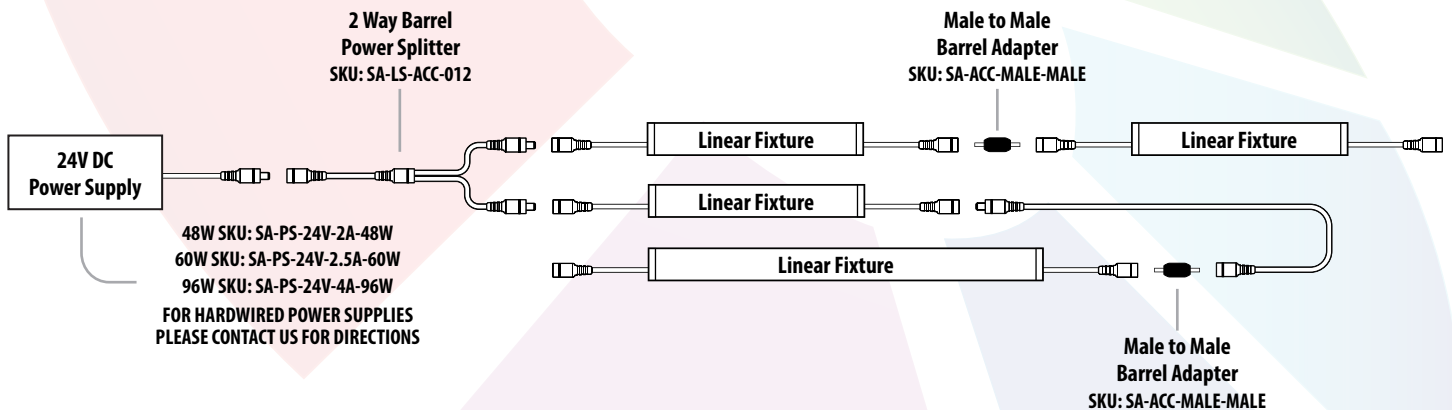 2 Way Barrel
Power Splitter
SKU: SA-LS-ACC-012
Male to Male
Barrel Adapter
SKU: SA-ACC-MALE-MALE
24V DC
Power Supply
Linear Fixture
Linear Fixture
Linear Fixture
Linear Fixture
48W SKU: SA-PS-24V-2A-48W
60W SKU: SA-PS-24V-2.5A-60W
96W SKU: SA-PS-24V-4A-96W
FOR HARDWIRED POWER SUPPLIES
PLEASE CONTACT US FOR DIRECTIONS
Male to Male
Barrel Adapter
SKU: SA-ACC-MALE-MALE